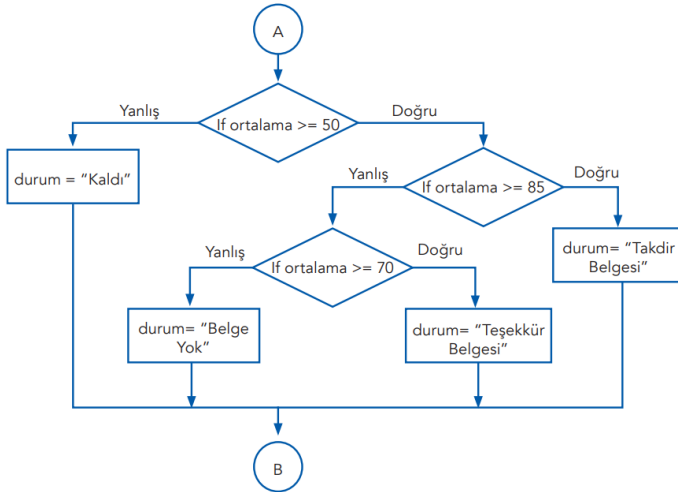 A
Yanlış
If ortalama >= 50
Doğru
durum = “Kaldı”
Yanlış
If ortalama >= 85
Doğru
Yanlış
If ortalama >= 70
Doğru
durum= “Takdir
Belgesi”
durum= “Belge
Yok”
durum= “Teşekkür
Belgesi”
B